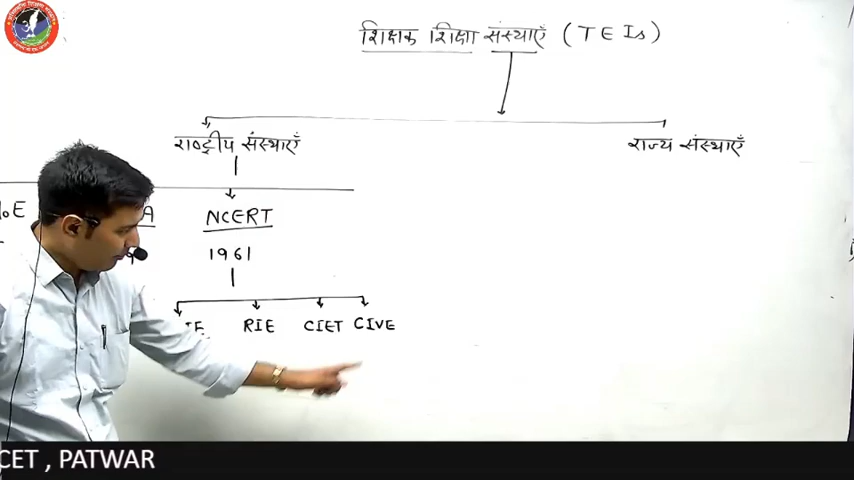 शिक्षक शिक्षा संस्थाएँ (TEIs)
राष्ट्रीय संस्थाएँ
राज्य संस्थाएँ
NCERT
1961
RIE CIET CIVE
CET , PATWAR